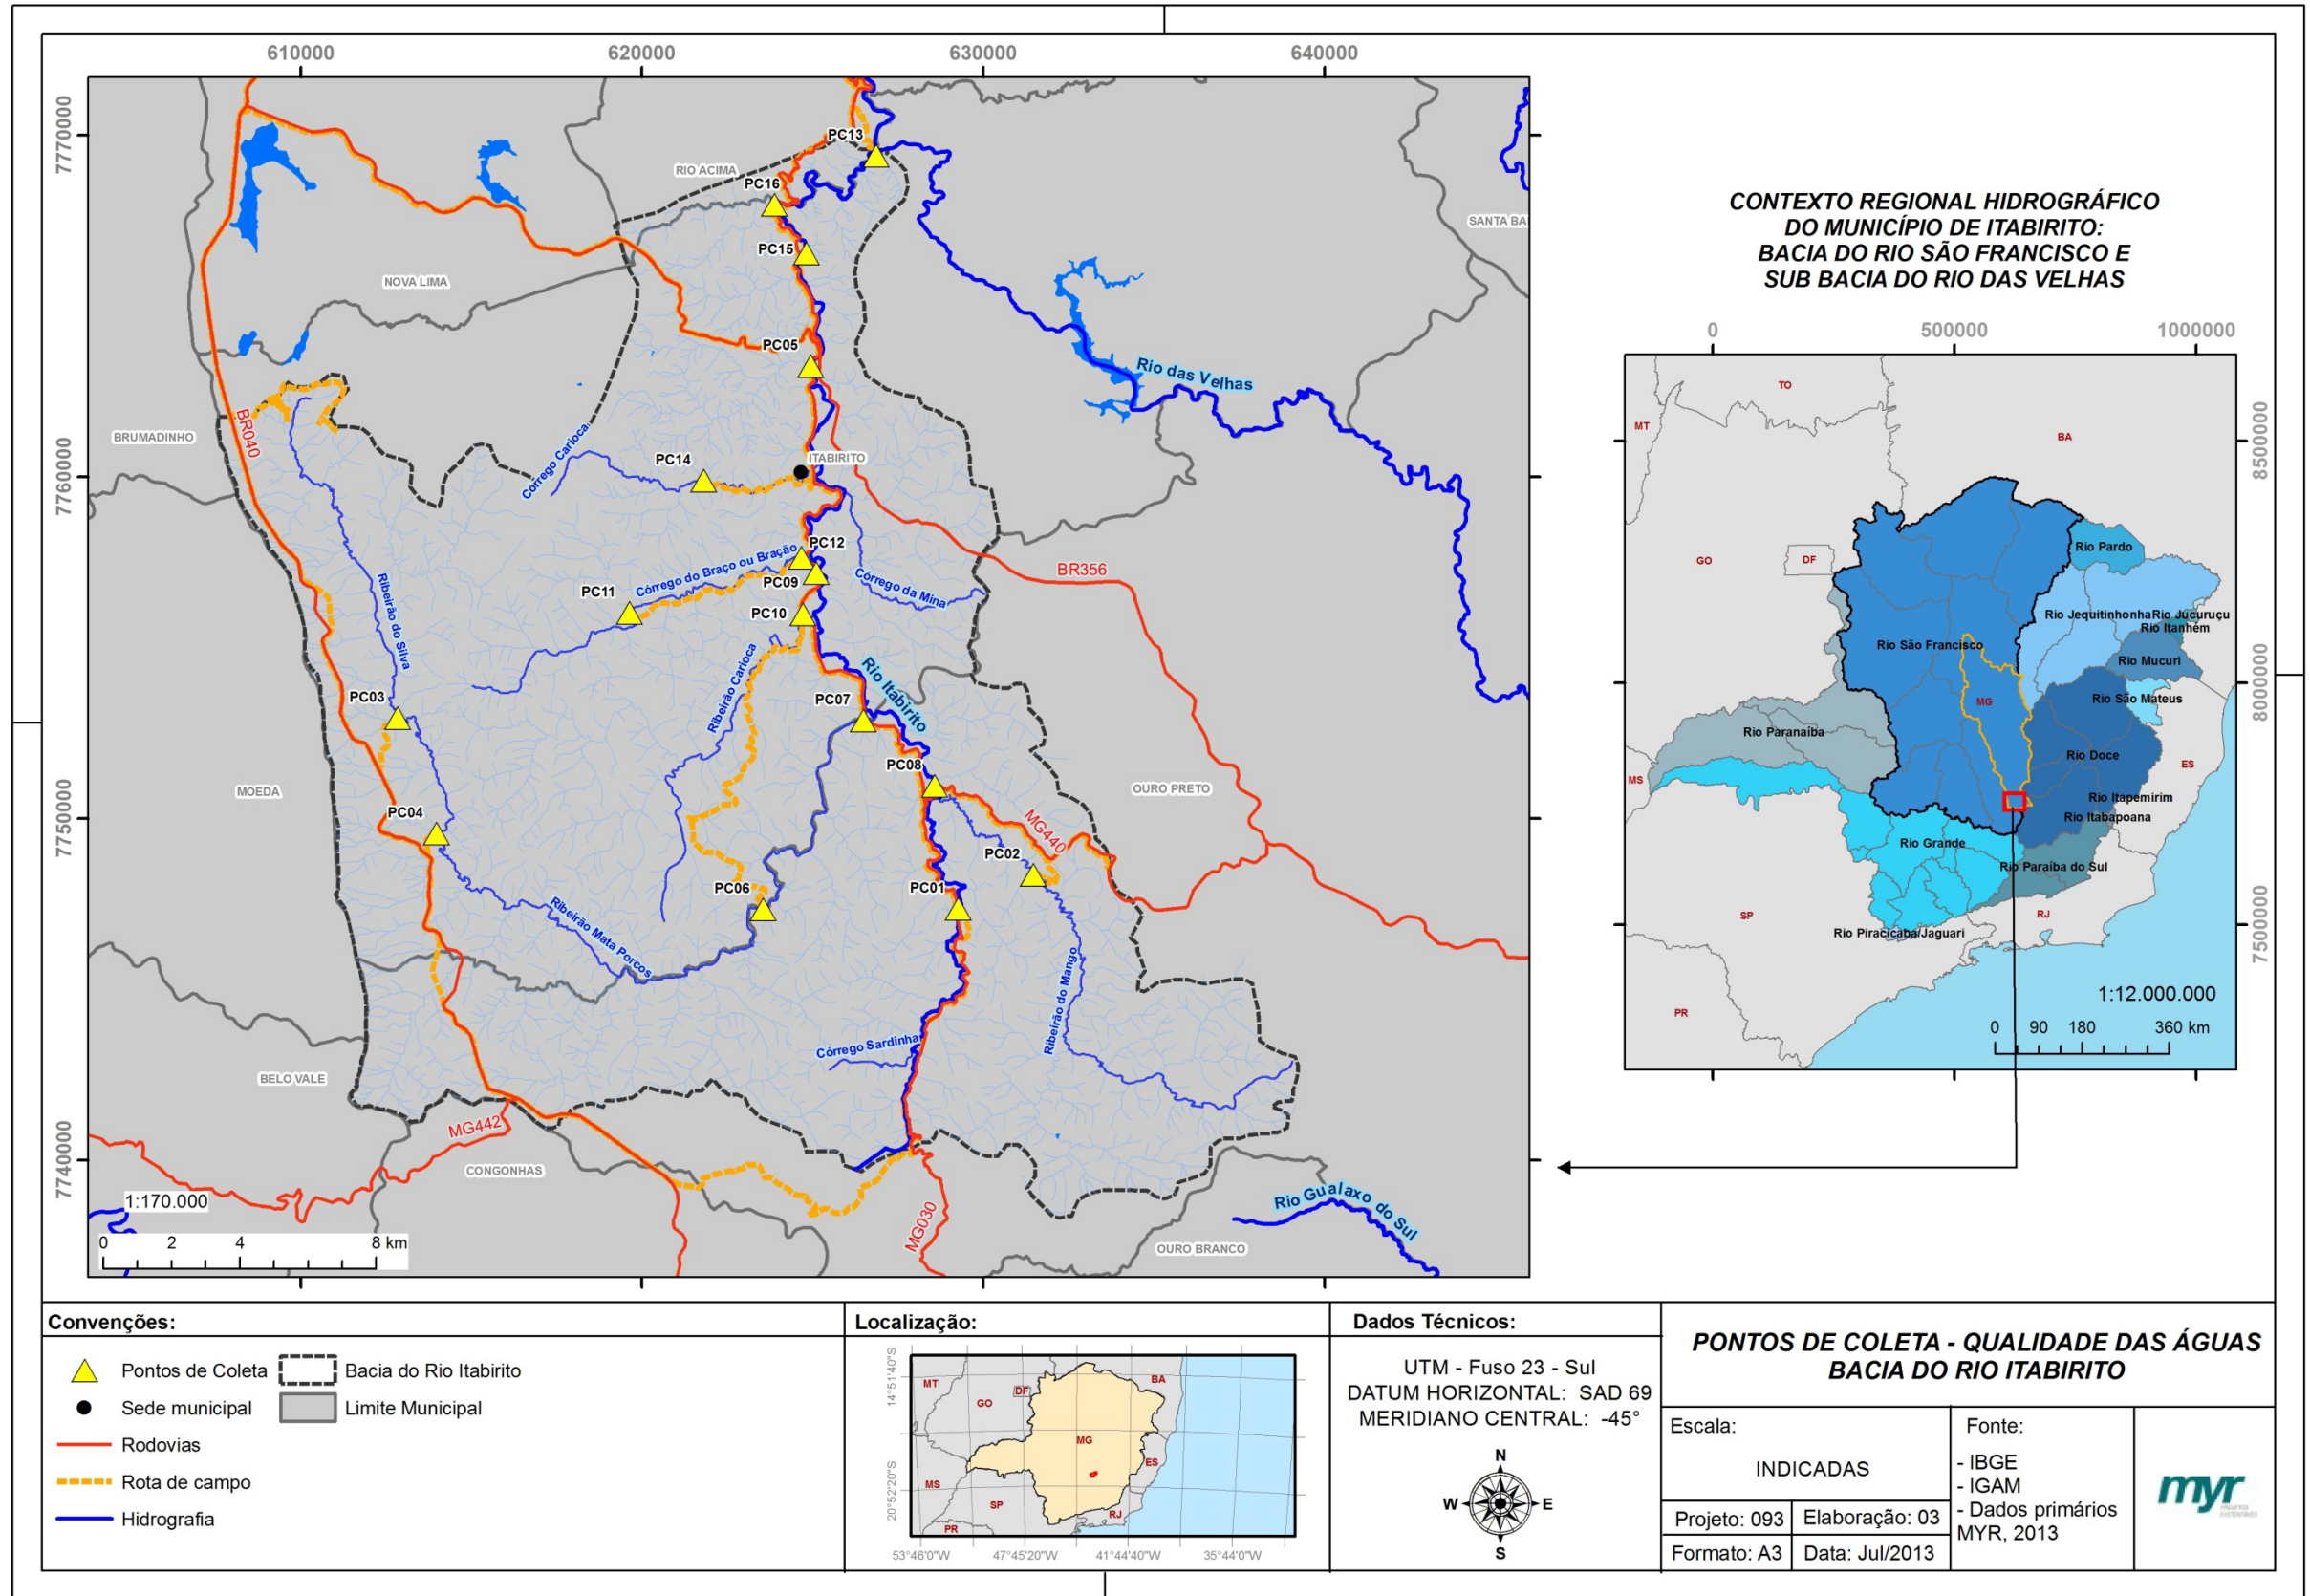 610000
620000
630000
640000
7770000
7760000
7750000
7740000
PC13
RIO ACIMA
PC16
PC15
SANTA BA
NOVA LIMA
PC05
Rio das Velhas
BR040
BRUMADINHO
Córrego Carioca
PC14
ITABIRITO
PC12
Córrego do Braço ou Bração
PC09
Córrego da Mina
BR356
PC11
PC10
Ribeirão do Silva
Ribeirão Carioca
Rio Itabirito
PC03
PC07
PC08
MOEDA
OURO PRETO
PC04
MG440
PC02
PC06
PC01
Ribeirão Mata Porcos
Ribeirão do Mango
Córrego Sardinha
BELO VALE
MG442
CONGONHAS
MG030
Rio Gualaxo do Sul
OURO BRANCO
1:170.000
0 2 4 8 km
CONTEXTO REGIONAL HIDROGRÁFICO
DO MUNICÍPIO DE ITABIRITO:
BACIA DO RIO SÃO FRANCISCO E
SUB BACIA DO RIO DAS VELHAS
0
500000
1000000
8500000
8000000
7500000
TO
MT
BA
GO
DF
Rio Pardo
Rio Jequitinhonha
Rio Jucuruçu
Rio Itanhém
Rio São Francisco
Rio Mucuri
MG
Rio São Mateus
Rio Paranaíba
Rio Doce
MS
ES
Rio Itapemirim
Rio Itabapoana
Rio Grande
Rio Paraíba do Sul
SP
RJ
Rio Piracicaba/Jaguari
PR
1:12.000.000
0 90 180 360 km
Convenções:
Pontos de Coleta
Bacia do Rio Itabirito
Sede municipal
Limite Municipal
Rodovias
Rota de campo
Hidrografia
Localização:
14°51'40"S
20°52'20"S
MT
GO
DF
BA
MG
ES
MS
SP
RJ
PR
53°46'0"W
47°45'20"W
41°44'40"W
35°44'0"W
Dados Técnicos:
UTM - Fuso 23 - Sul
DATUM HORIZONTAL: SAD 69
MERIDIANO CENTRAL: -45°
N
W
E
S
PONTOS DE COLETA - QUALIDADE DAS ÁGUAS
BACIA DO RIO ITABIRITO
Escala:
INDICADAS
Projeto: 093
Elaboração: 03
Formato: A3
Data: Jul/2013
Fonte:
- IBGE
- IGAM
- Dados primários
MYR, 2013
myr